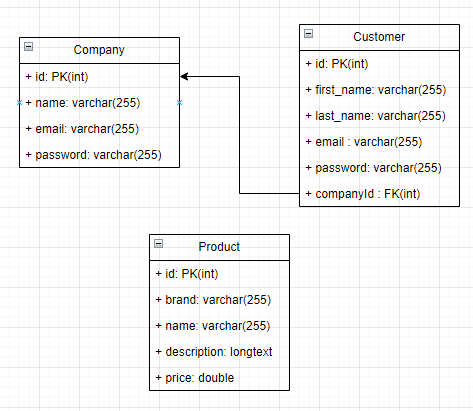 Company
+ id: PK(int)
+ name: varchar(255)
+ email: varchar(255)
+ password: varchar(255)
Customer
+ id: PK(int)
+ first_name: varchar(255)
+ last_name: varchar(255)
+ email : varchar(255)
+ password: varchar(255)
+ companyId : FK(int)
Product
+ id: PK(int)
+ brand: varchar(255)
+ name: varchar(255)
+ description: longtext
+ price: double